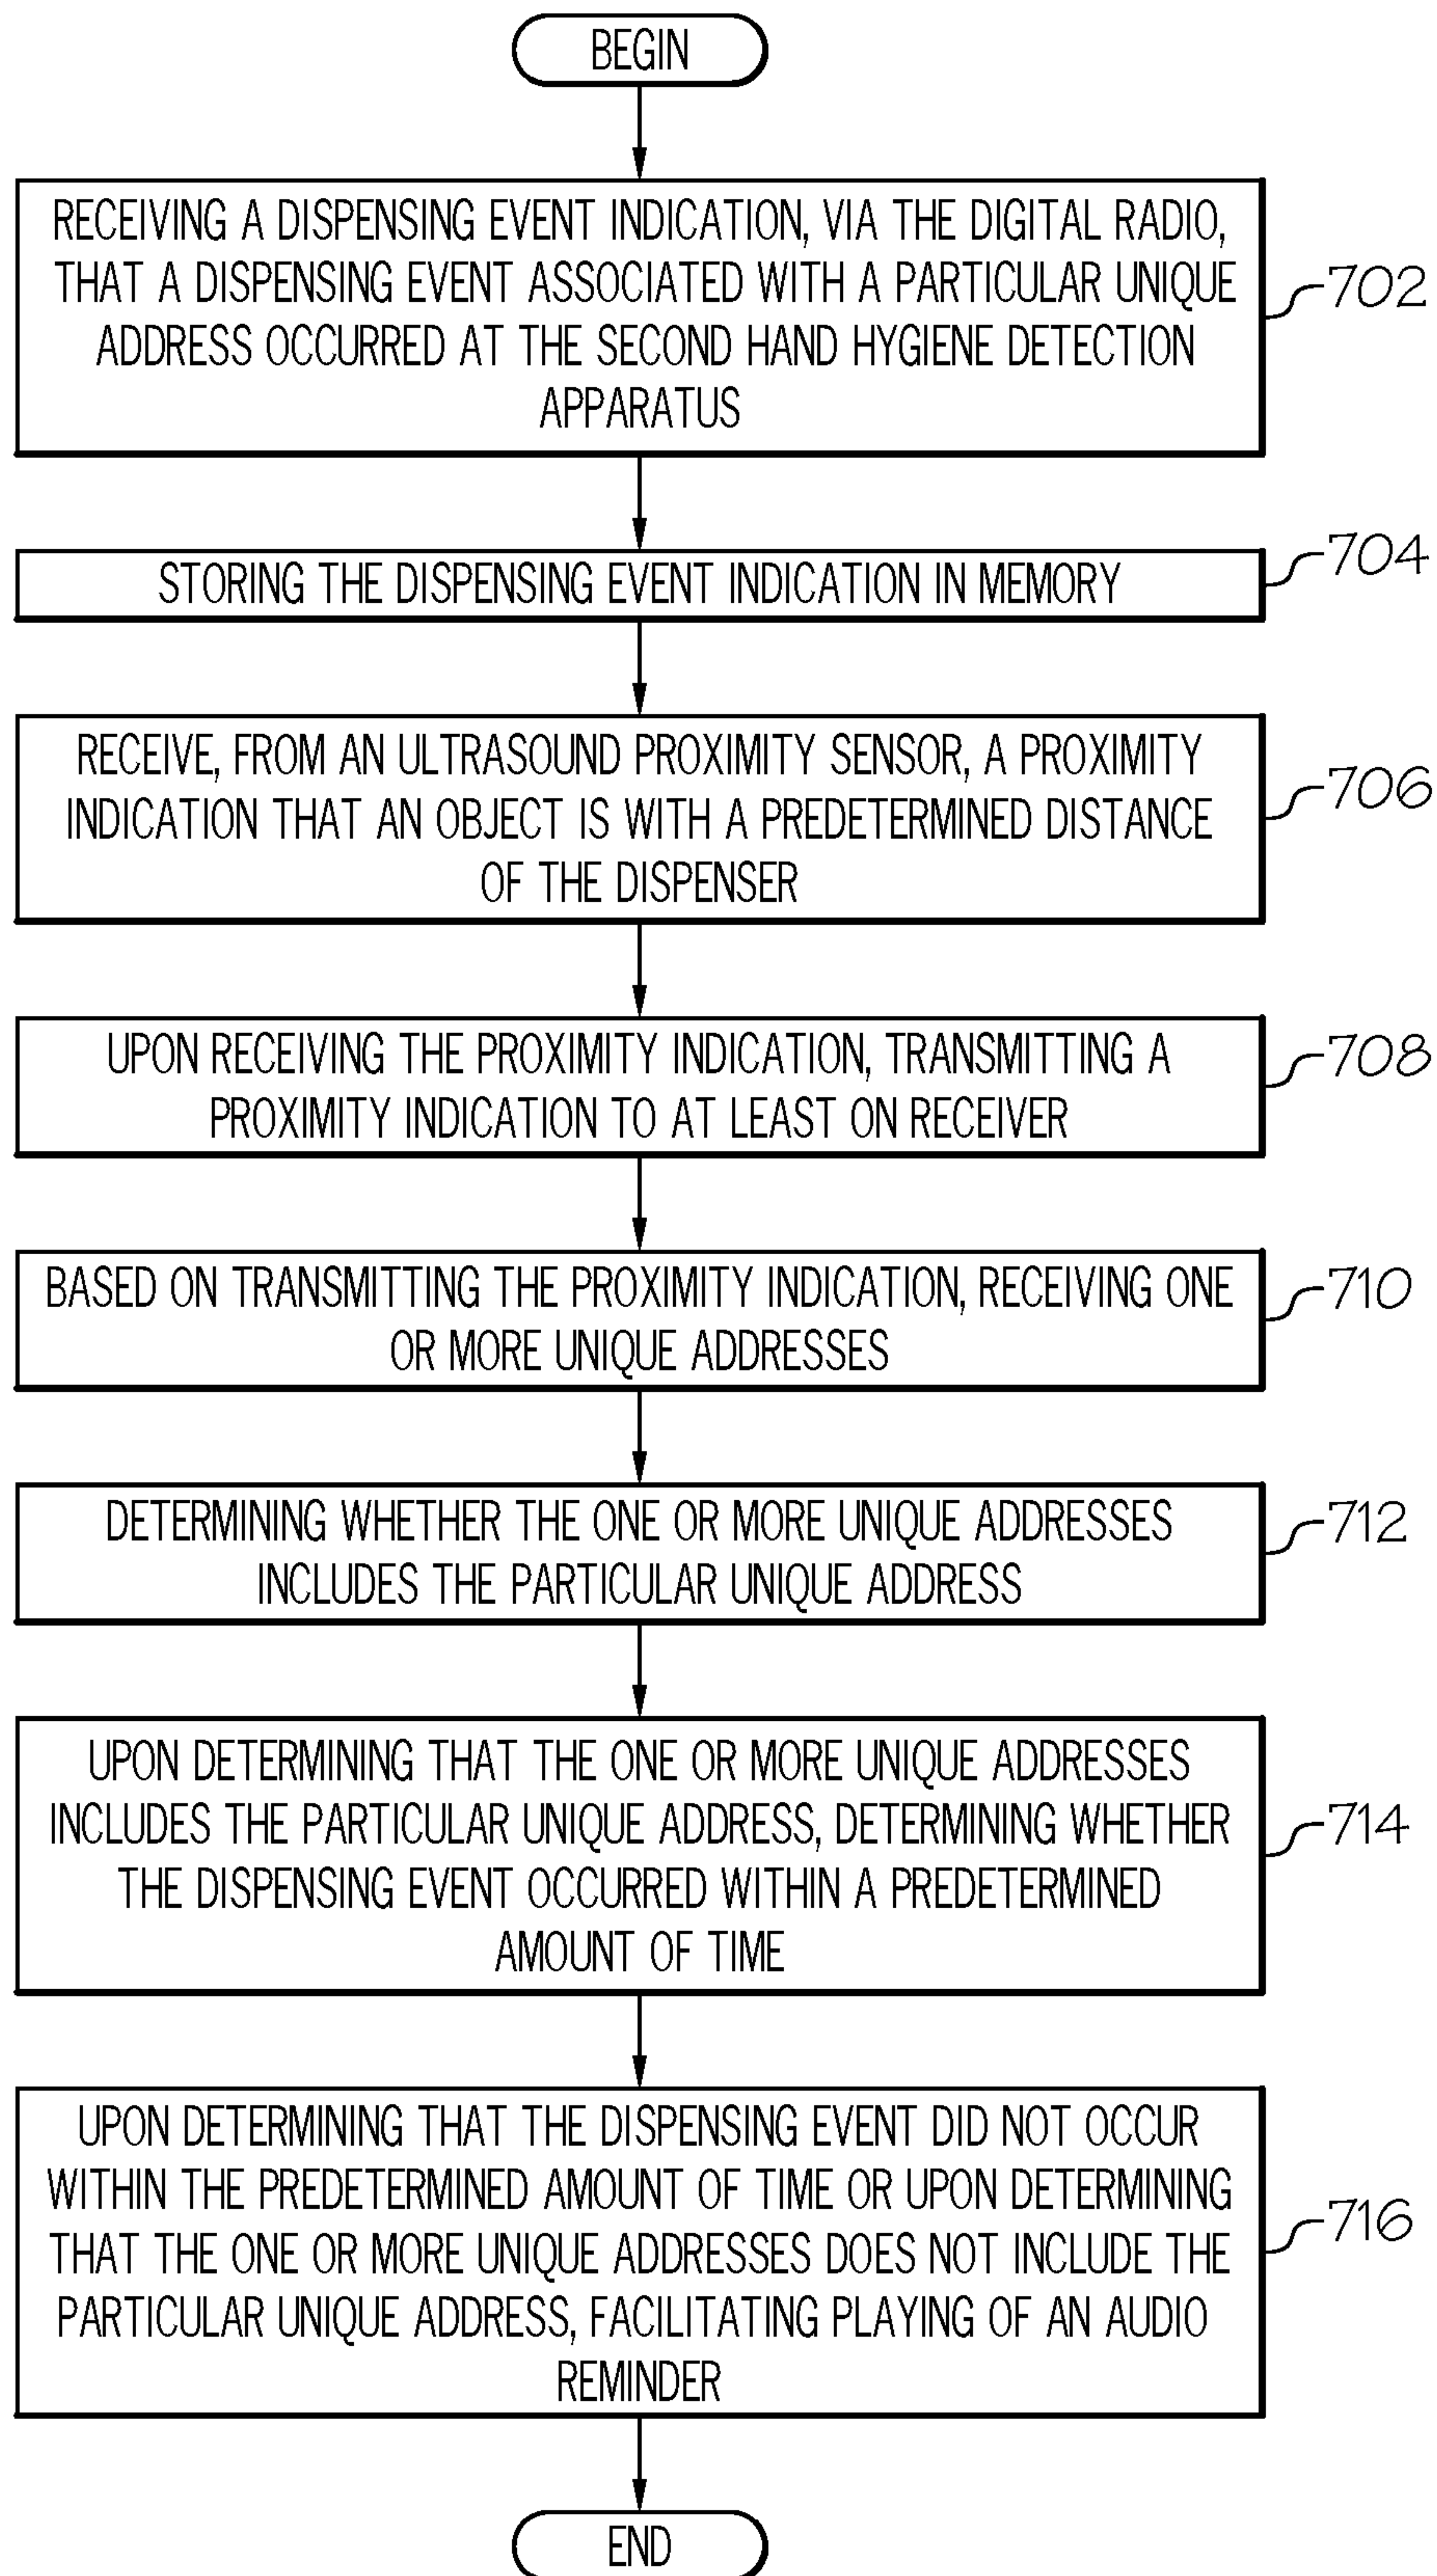 BEGIN
RECEIVING A DISPENSING EVENT INDICATION, VIA THE DIGITAL RADIO,
THAT A DISPENSING EVENT ASSOCIATED WITH A PARTICULAR UNIQUE
ADDRESS OCCURRED AT THE SECOND HAND HYGIENE DETECTION
APPARATUS
702
STORING THE DISPENSING EVENT INDICATION IN MEMORY
704
RECEIVE, FROM AN ULTRASOUND PROXIMITY SENSOR, A PROXIMITY
INDICATION THAT AN OBJECT IS WITH A PREDETERMINED DISTANCE
OF THE DISPENSER
706
UPON RECEIVING THE PROXIMITY INDICATION, TRANSMITTING A
PROXIMITY INDICATION TO AT LEAST ON RECEIVER
708
BASED ON TRANSMITTING THE PROXIMITY INDICATION, RECEIVING ONE
OR MORE UNIQUE ADDRESSES
710
DETERMINING WHETHER THE ONE OR MORE UNIQUE ADDRESSES
INCLUDES THE PARTICULAR UNIQUE ADDRESS
712
UPON DETERMINING THAT THE ONE OR MORE UNIQUE ADDRESSES
INCLUDES THE PARTICULAR UNIQUE ADDRESS, DETERMINING WHETHER
THE DISPENSING EVENT OCCURRED WITHIN A PREDETERMINED
AMOUNT OF TIME
714
UPON DETERMINING THAT THE DISPENSING EVENT DID NOT OCCUR
WITHIN THE PREDETERMINED AMOUNT OF TIME OR UPON DETERMINING
THAT THE ONE OR MORE UNIQUE ADDRESSES DOES NOT INCLUDE THE
PARTICULAR UNIQUE ADDRESS, FACILITATING PLAYING OF AN AUDIO
REMINDER
716
END